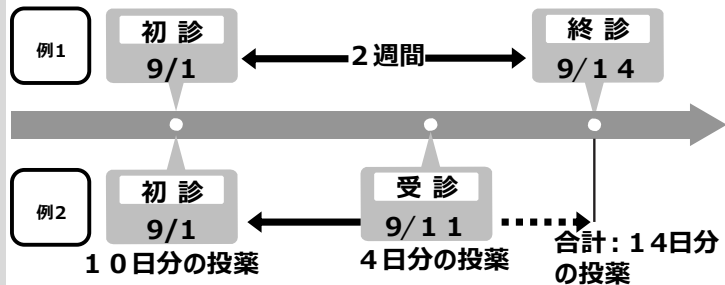 例1
初 診
9/1
2週間
終 診
9/14
例2
初 診
9/1
10日分の投薬
受 診
9/11
4日分の投薬
合計：14日分
の投薬